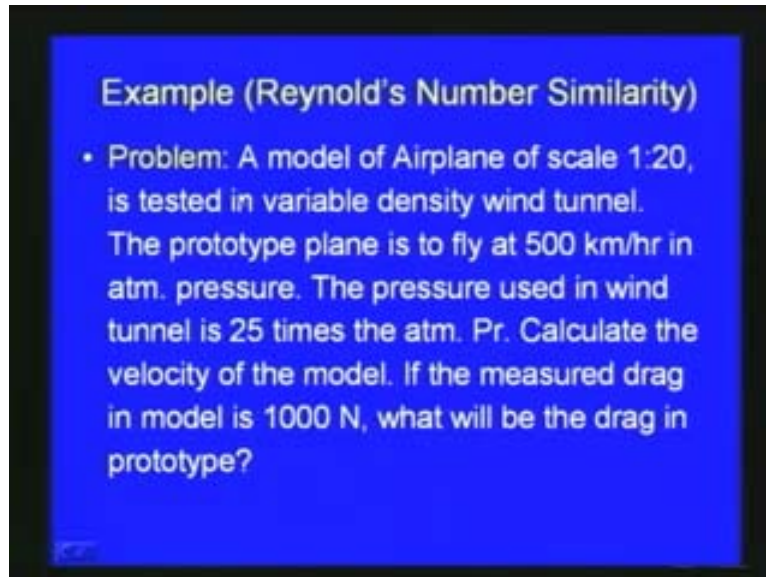 Example (Reynold's Number Similarity)
• Problem: A model of Airplane of scale 1:20,
is tested in variable density wind tunnel.
The prototype plane is to fly at 500 km/hr in
atm. pressure. The pressure used in wind
tunnel is 25 times the atm. Pr. Calculate the
velocity of the model. If the measured drag
in model is 1000 N, what will be the drag in
prototype?